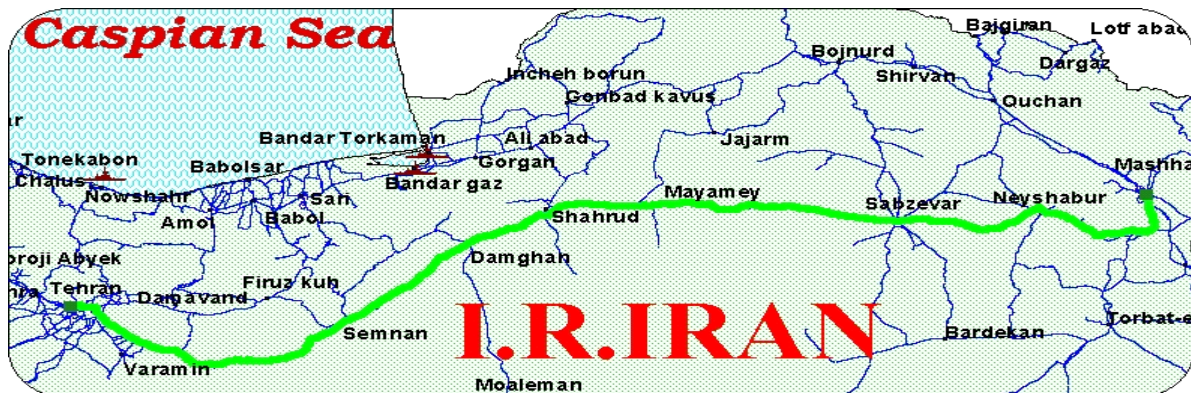 Caspian Sea
Bajgiran
Lotf abad
Bojnurd
Dargaz
Shirvan
Incheh borun
Gonbad kavus
Quchan
Bandar Torkaman
Ali abad
Jajarm
Tonekabon
Babolsar
Gorgan
Mashha
Chalus
Bandar gaz
Nowshahr
Sari
Mayamey
Neyshabur
Amol
Babol
Shahrud
Sabzevar
oroji Abyek
Damghan
Tehran
Firuz kuh
Damavand
I.R.IRAN
Semnan
Bardekan
Torbat-e
Varamin
Moaleman